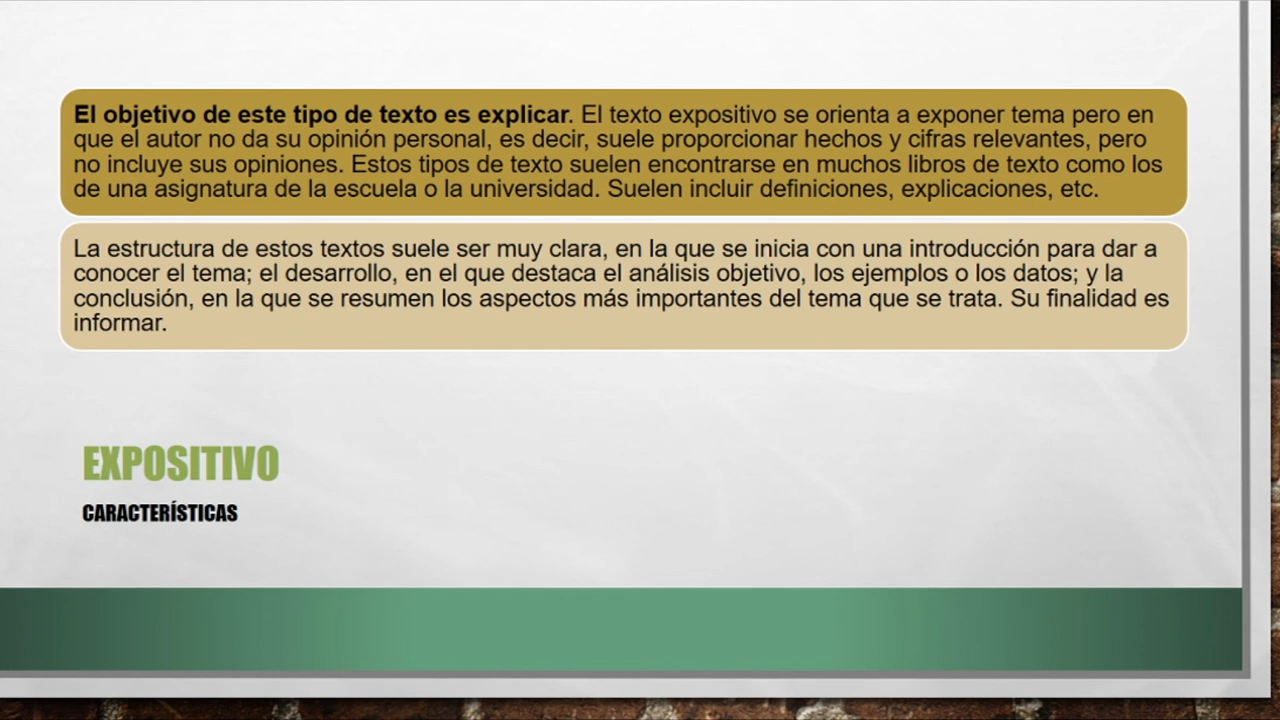 El objetivo de este tipo de texto es explicar. El texto expositivo se orienta a exponer tema pero en
que el autor no da su opinión personal, es decir, suele proporcionar hechos y cifras relevantes, pero
no incluye sus opiniones. Estos tipos de texto suelen encontrarse en muchos libros de texto como los
de una asignatura de la escuela o la universidad. Suelen incluir definiciones, explicaciones, etc.
La estructura de estos textos suele ser muy clara, en la que se inicia con una introducción para dar a
conocer el tema; el desarrollo, en el que destaca el análisis objetivo, los ejemplos o los datos; y la
conclusión, en la que se resumen los aspectos más importantes del tema que se trata. Su finalidad es
informar.
EXPOSITIVO
CARACTERÍSTICAS